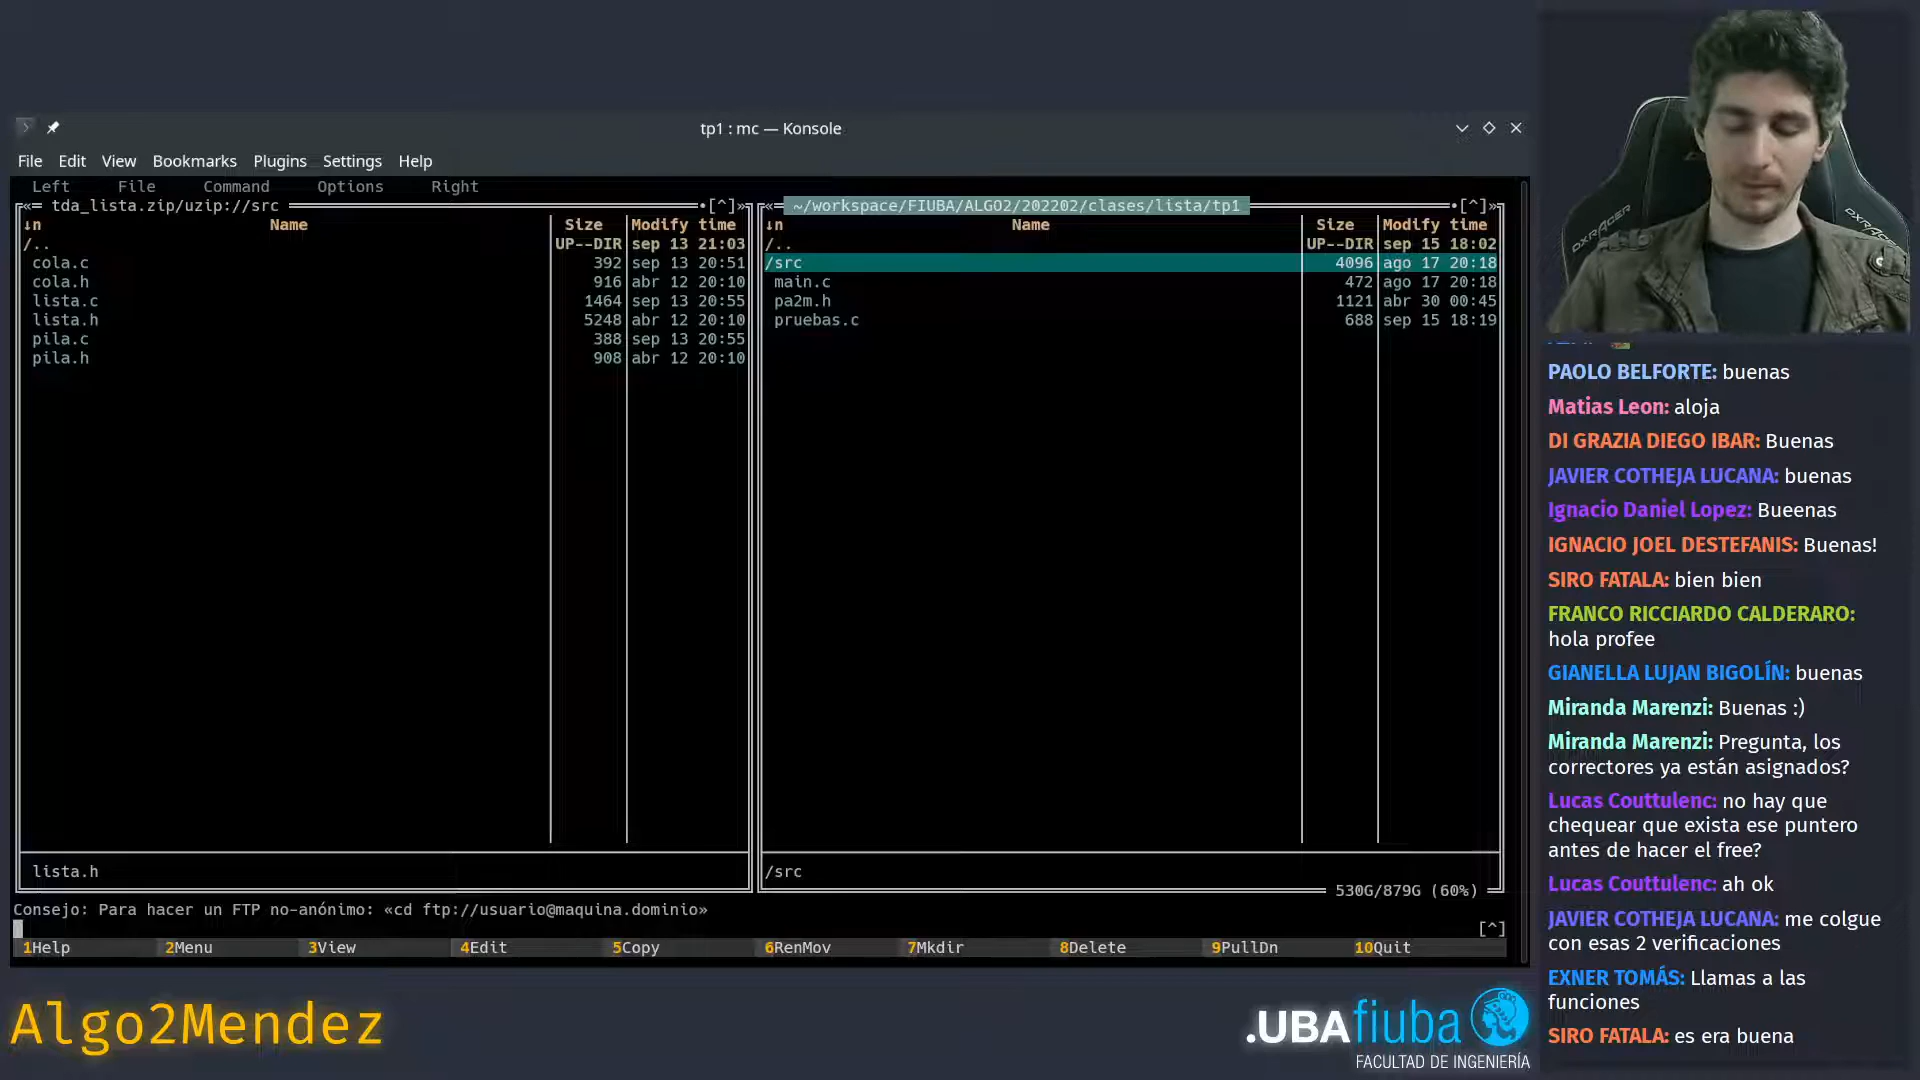 tp1 : mc — Konsole
File Edit View Bookmarks Plugins Settings Help
Left File Command Options Right
tda_lista.zip/uzip://src •[^]»
↓n Name Size Modify time
/.. UP--DIR sep 13 21:03
cola.c 392 sep 13 20:51
cola.h 916 abr 12 20:10
lista.c 1464 sep 13 20:55
lista.h 5248 abr 12 20:10
pila.c 388 sep 13 20:55
pila.h 908 abr 12 20:10
lista.h
~/workspace/FIUBA/ALGO2/202202/clases/lista/tp1 •[^]»
↓n Name Size Modify time
/.. UP--DIR sep 15 18:02
/src 4096 ago 17 20:18
main.c 472 ago 17 20:18
pa2m.h 1121 abr 30 00:45
pruebas.c 688 sep 15 18:19
/src
530G/879G (60%)
Consejo: Para hacer un FTP no-anónimo: «cd ftp://usuario@maquina.dominio»
[^]
1Help 2Menu 3View 4Edit 5Copy 6RenMov 7Mkdir 8Delete 9PullDn 10Quit
Algo2Mendez
.UBAfiuba
FACULTAD DE INGENIERÍA
DXRACER
PAOLO BELFORTE: buenas
Matias Leon: aloja
DI GRAZIA DIEGO IBAR: Buenas
JAVIER COTHEJA LUCANA: buenas
Ignacio Daniel Lopez: Bueenas
IGNACIO JOEL DESTEFANIS: Buenas!
SIRO FATALA: bien bien
FRANCO RICCIARDO CALDERARO:
hola profee
GIANELLA LUJAN BIGOLÍN: buenas
Miranda Marenzi: Buenas :)
Miranda Marenzi: Pregunta, los
correctores ya están asignados?
Lucas Couttulenc: no hay que
chequear que exista ese puntero
antes de hacer el free?
Lucas Couttulenc: ah ok
JAVIER COTHEJA LUCANA: me colgue
con esas 2 verificaciones
EXNER TOMÁS: Llamas a las
funciones
SIRO FATALA: es era buena